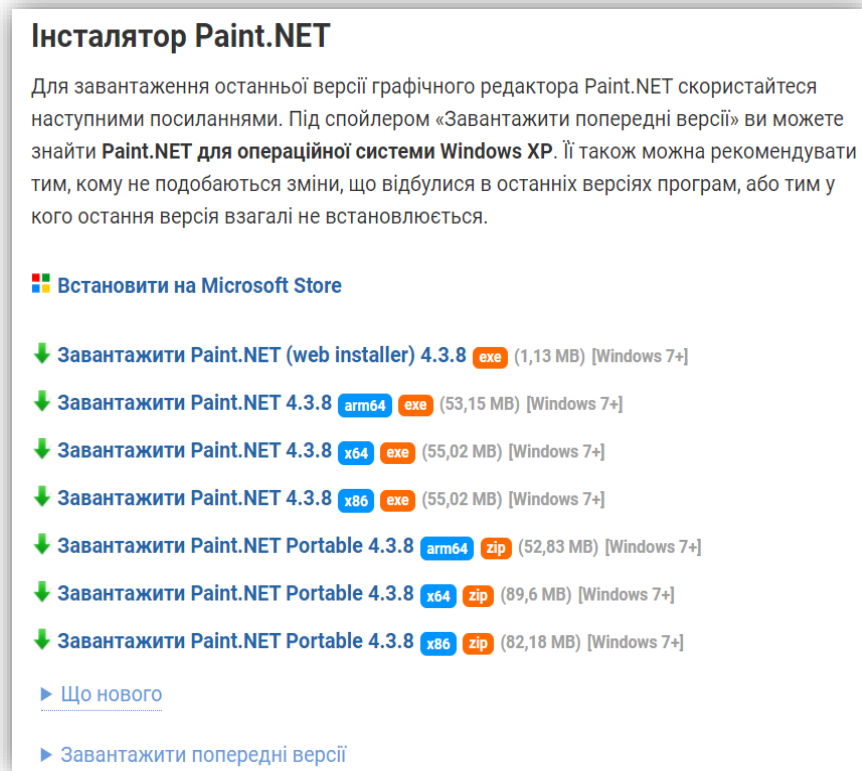 Інсталятор Paint.NET
Для завантаження останньої версії графічного редактора Paint.NET скористайтеся
наступними посиланнями. Під спойлером «Завантажити попередні версії» ви можете
знайти Paint.NET для операційної системи Windows XP. Її також можна рекомендувати
тим, кому не подобаються зміни, що відбулися в останніх версіях програм, або тим у
кого остання версія взагалі не встановлюється.
Встановити на Microsoft Store
Завантажити Paint.NET (web installer) 4.3.8 exe (1,13 MB) [Windows 7+]
Завантажити Paint.NET 4.3.8 arm64 exe (53,15 MB) [Windows 7+]
Завантажити Paint.NET 4.3.8 x64 exe (55,02 MB) [Windows 7+]
Завантажити Paint.NET 4.3.8 x86 exe (55,02 MB) [Windows 7+]
Завантажити Paint.NET Portable 4.3.8 arm64 zip (52,83 MB) [Windows 7+]
Завантажити Paint.NET Portable 4.3.8 x64 zip (89,6 MB) [Windows 7+]
Завантажити Paint.NET Portable 4.3.8 x86 zip (82,18 MB) [Windows 7+]
Що нового
Завантажити попередні версії